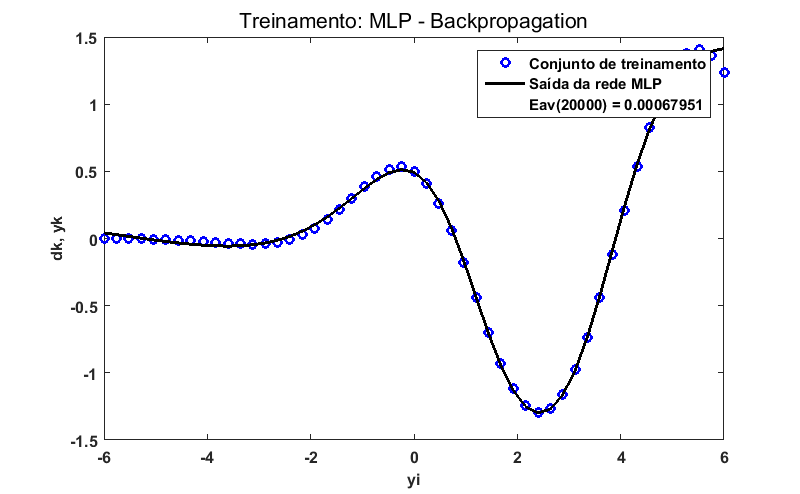 Treinamento: MLP - Backpropagation
Conjunto de treinamento
Saída da rede MLP
Eav(20000) = 0.00067951
dk, yk
1.5
1
0.5
0
-0.5
-1
-1.5
-6
-4
-2
0
2
4
6
yi